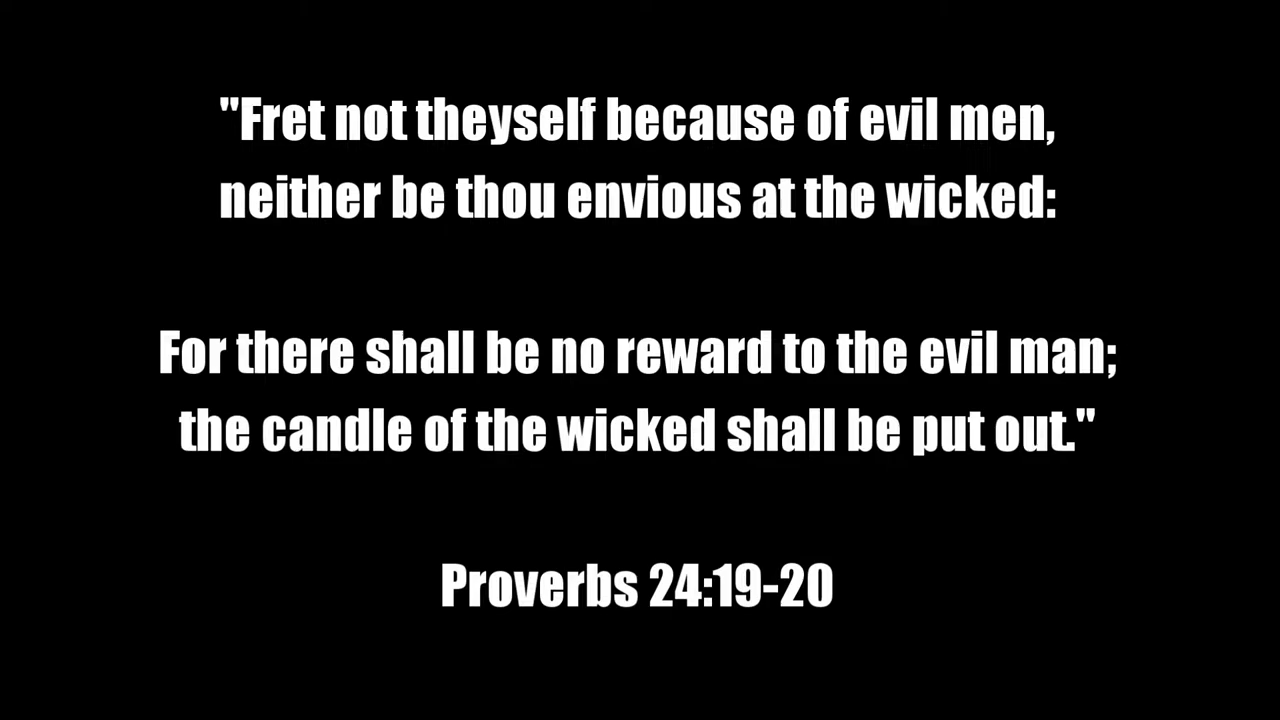 "Fret not theyself because of evil men,
neither be thou envious at the wicked:
For there shall be no reward to the evil man;
the candle of the wicked shall be put out."
Proverbs 24:19-20